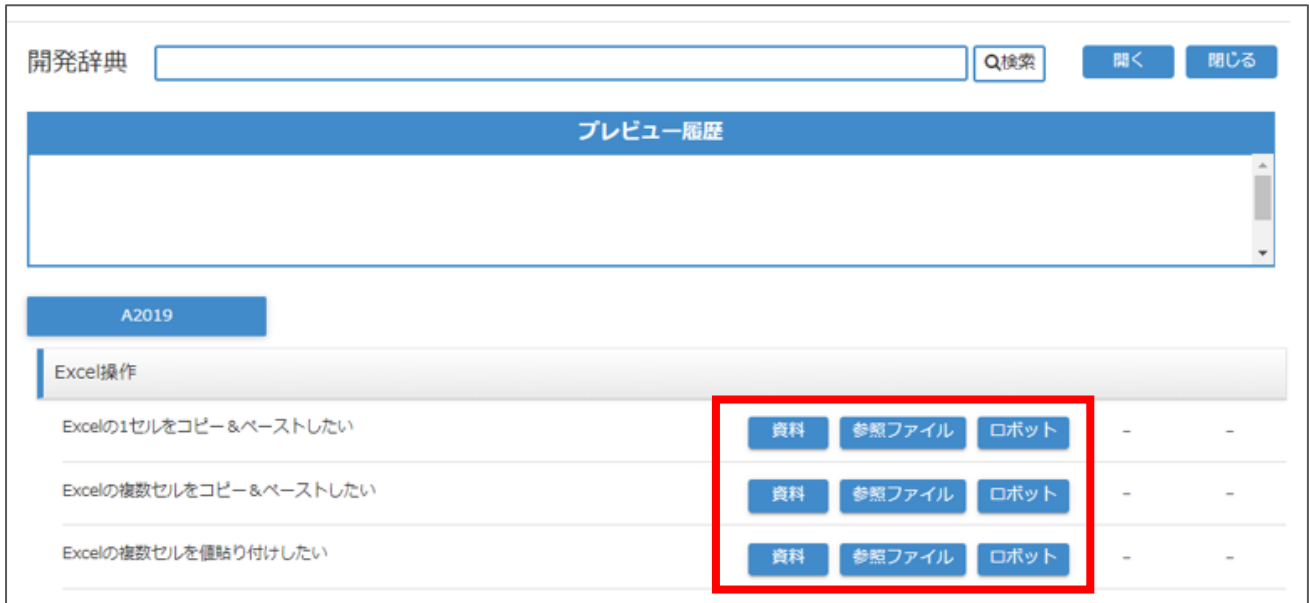 開発辞典 検索 開く 閉じる
プレビュー履歴
A2019
Excel操作
Excelの1セルをコピー&ペーストしたい 資料 参照ファイル ロボット - -
Excelの複数セルをコピー&ペーストしたい 資料 参照ファイル ロボット - -
Excelの複数セルを値貼り付けしたい 資料 参照ファイル ロボット - -